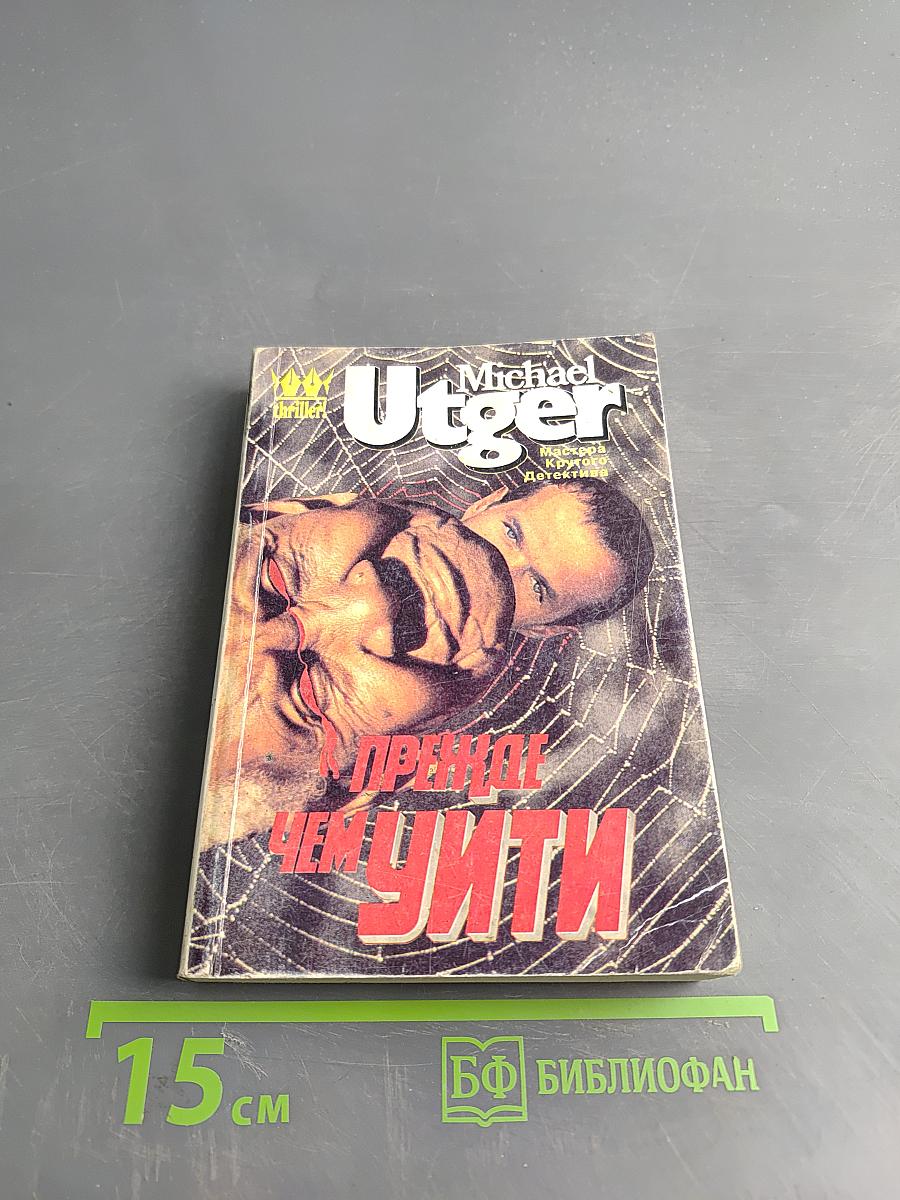 thriller!
Michael
Utger
Мастера
Крутого
Детектива
ПРЕЖДЕ
ЧЕМ УЙТИ
15 см
БФ БИБЛИОФАН